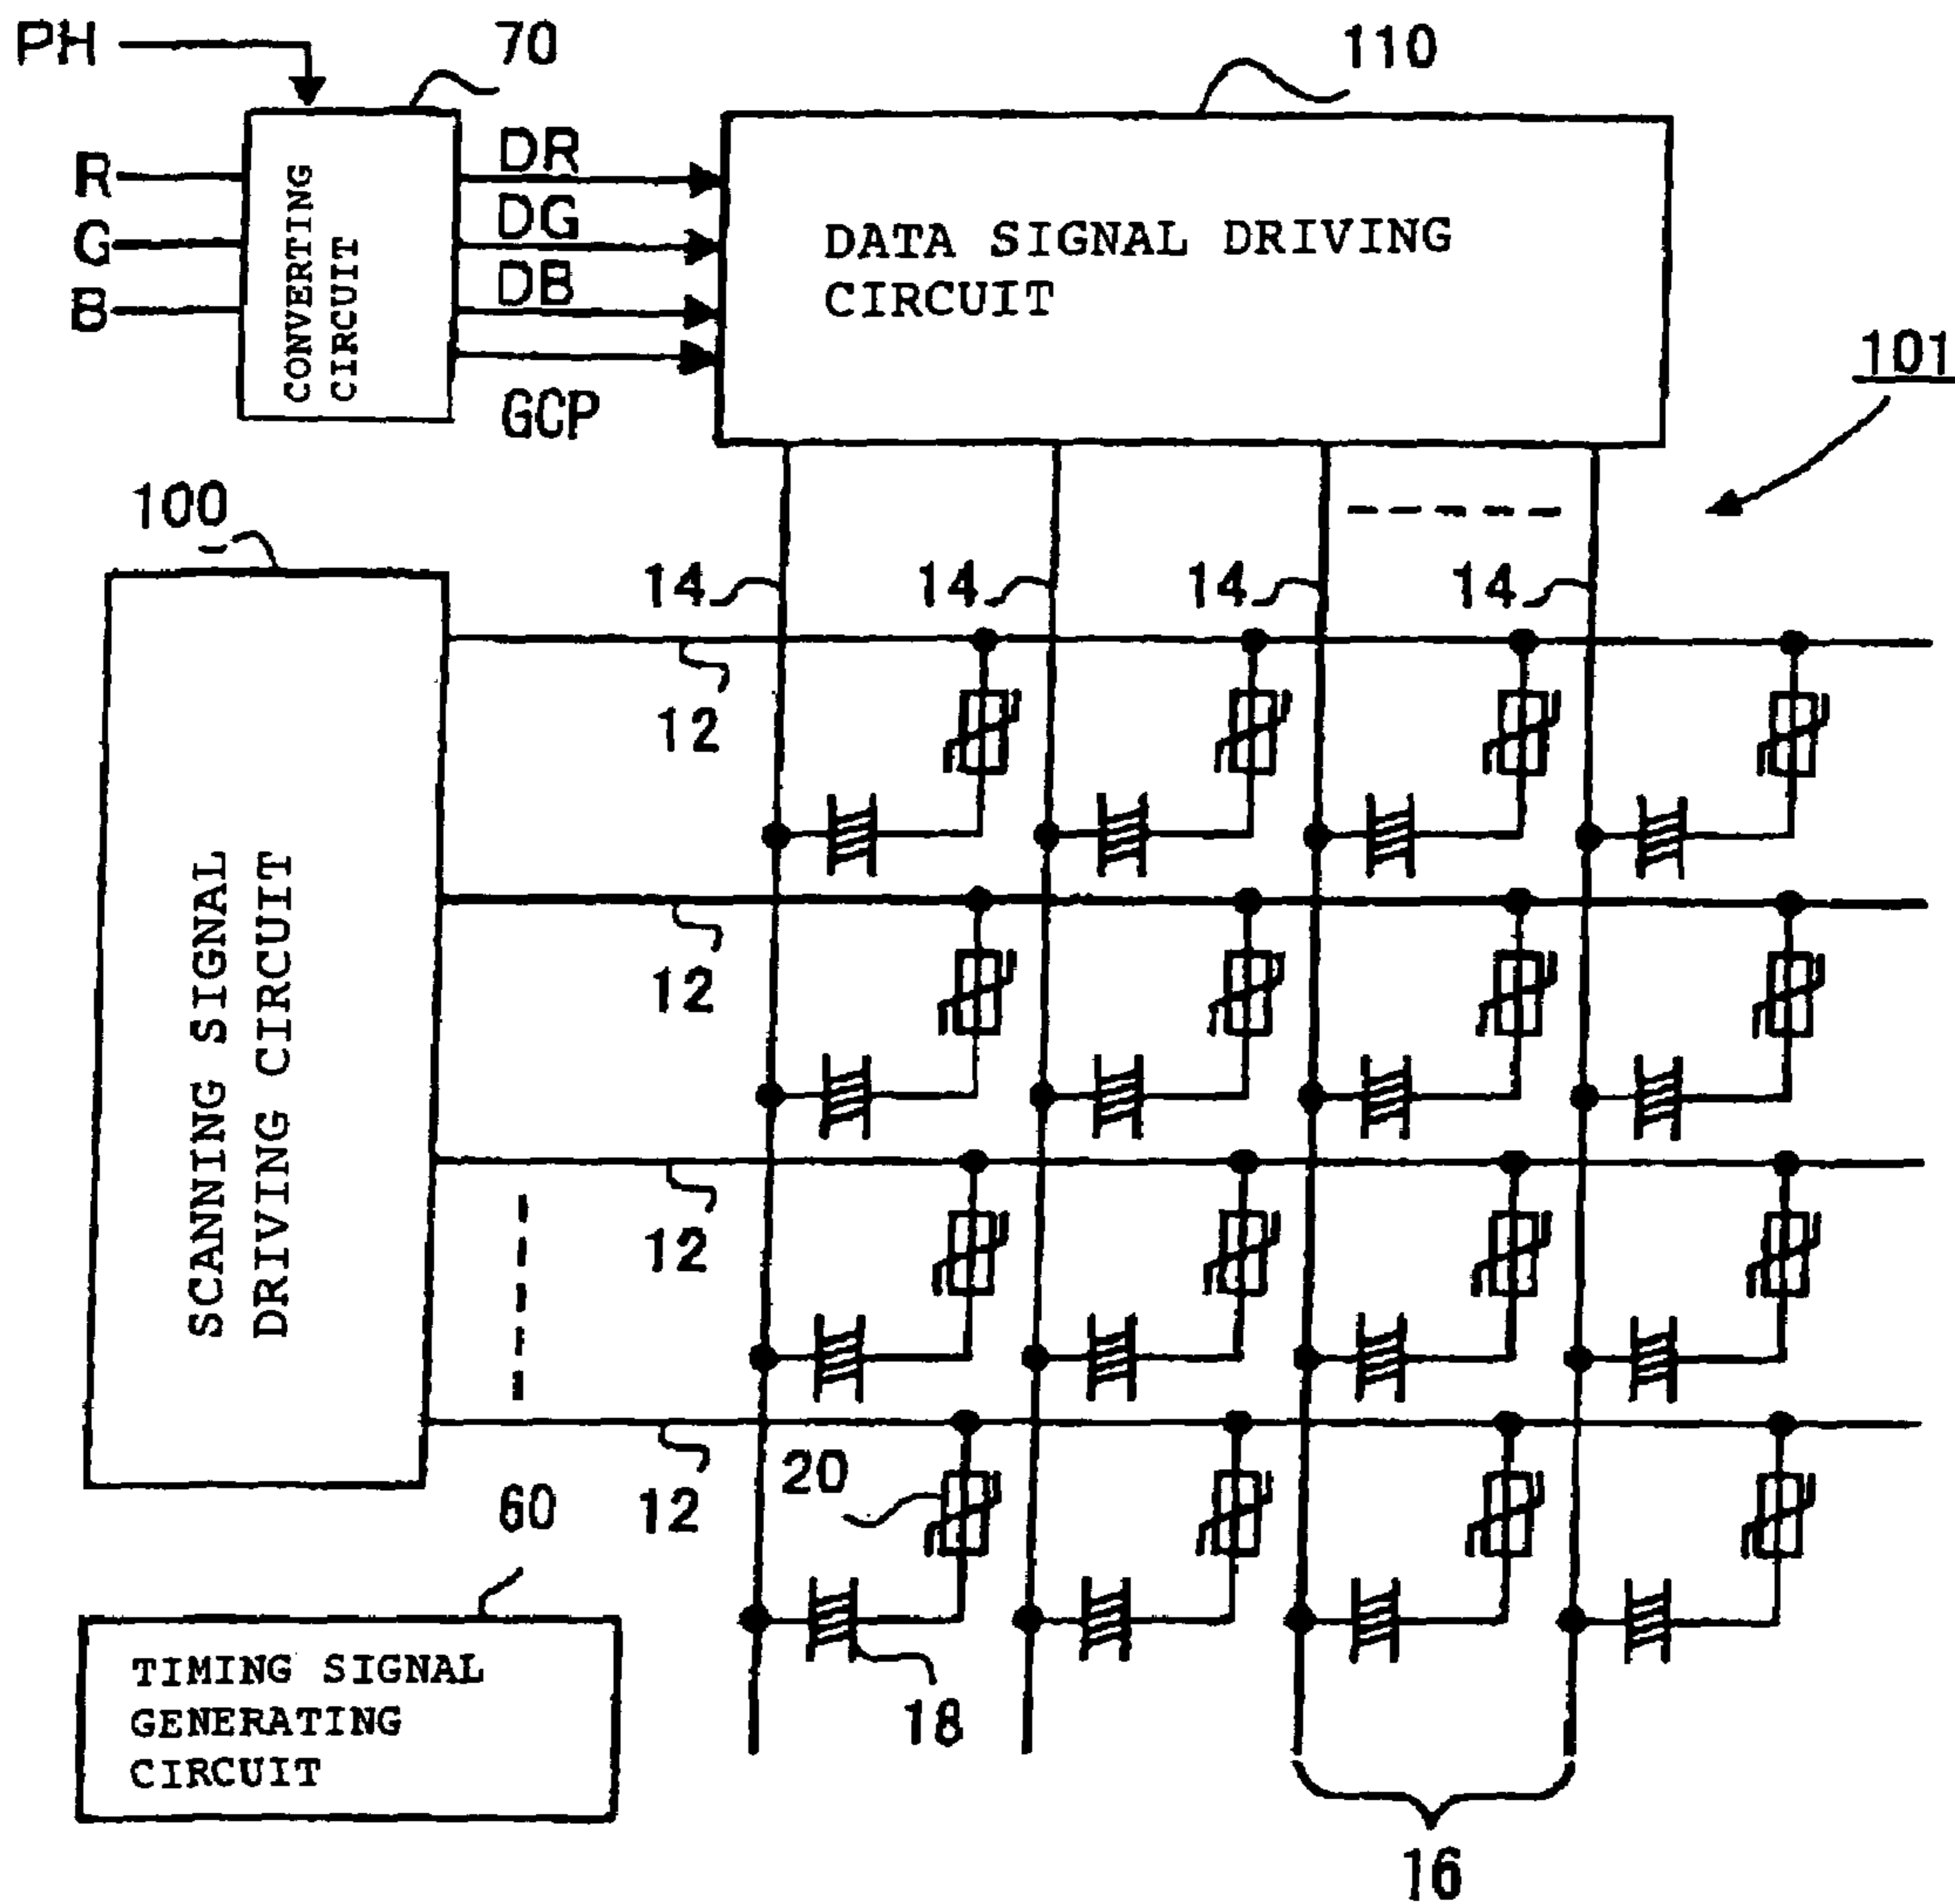 PH
70
110
R
G
B
CONVERTING
CIRCUIT
DR
DG
DB
GCP
DATA SIGNAL DRIVING
CIRCUIT
101
100
14 14 14 14
SCANNING SIGNAL
DRIVING CIRCUIT
12
12
12
12
20
60
18
TIMING SIGNAL
GENERATING
CIRCUIT
16